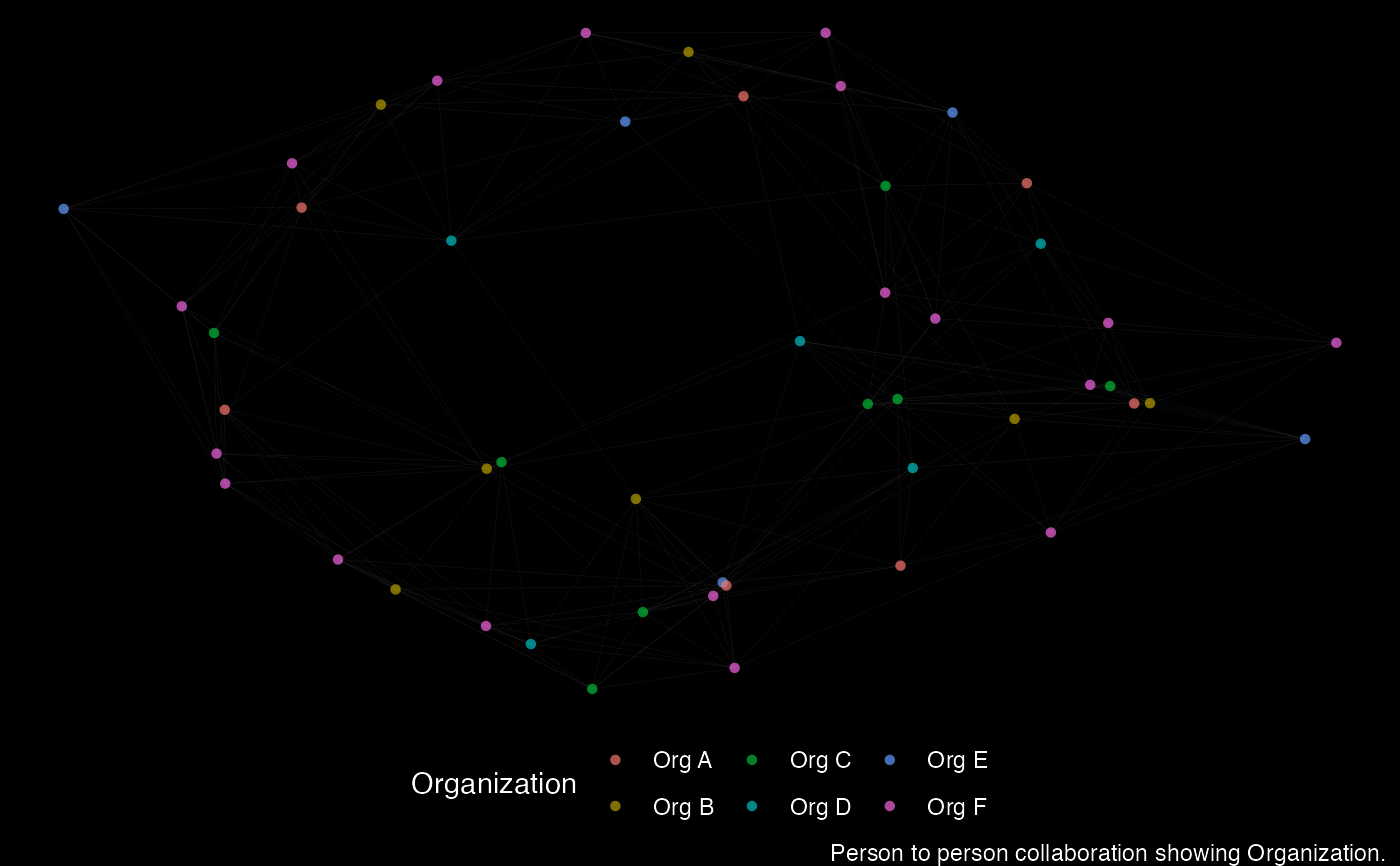 Organization
Org A
Org C
Org E
Org B
Org D
Org F
Person to person collaboration showing Organization.